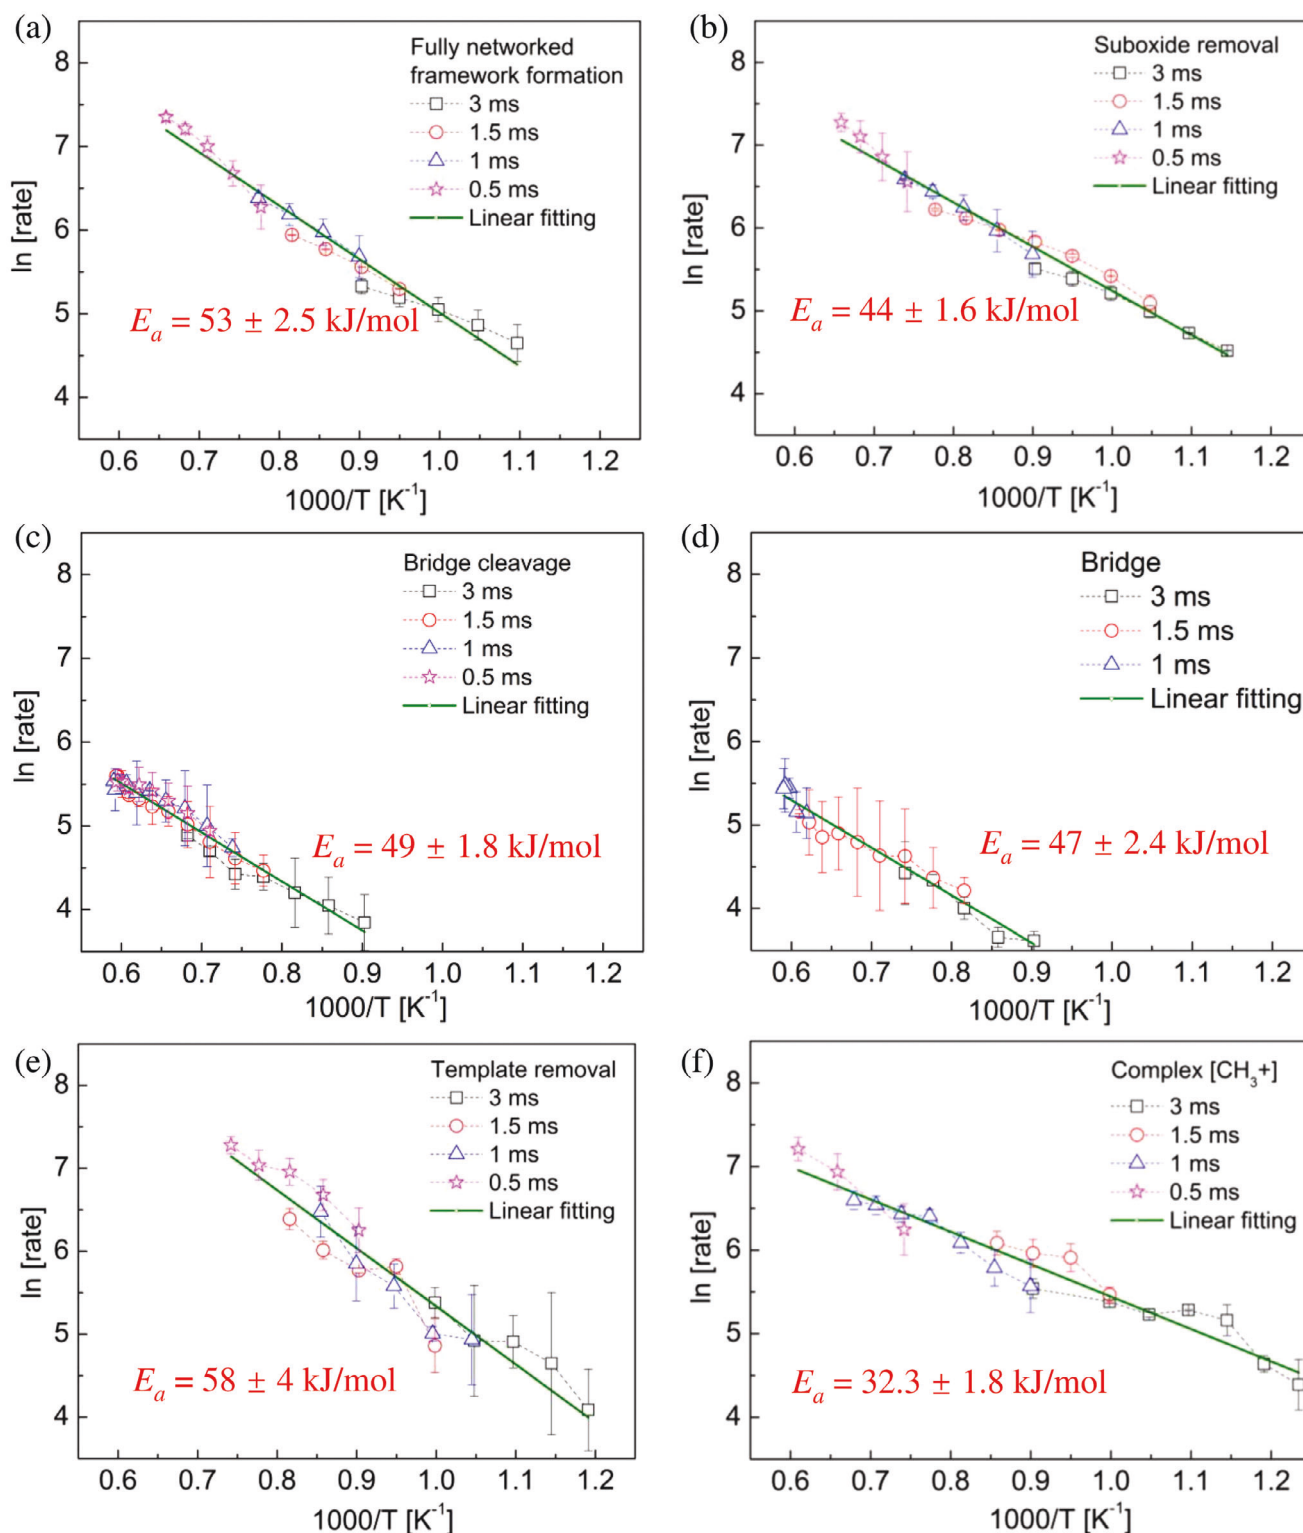 (a)
Fully networked
framework formation
3 ms
1.5 ms
1 ms
0.5 ms
Linear fitting
8
7
6
5
4
ln [rate]
E_a = 53 ± 2.5 kJ/mol
0.6 0.7 0.8 0.9 1.0 1.1 1.2
1000/T [K⁻¹]
(b)
Suboxide removal
3 ms
1.5 ms
1 ms
0.5 ms
Linear fitting
8
7
6
5
4
ln [rate]
E_a = 44 ± 1.6 kJ/mol
0.6 0.7 0.8 0.9 1.0 1.1 1.2
1000/T [K⁻¹]
(c)
Bridge cleavage
3 ms
1.5 ms
1 ms
0.5 ms
Linear fitting
8
7
6
5
4
ln [rate]
E_a = 49 ± 1.8 kJ/mol
0.6 0.7 0.8 0.9 1.0 1.1 1.2
1000/T [K⁻¹]
(d)
Bridge
3 ms
1.5 ms
1 ms
Linear fitting
8
7
6
5
4
ln [rate]
E_a = 47 ± 2.4 kJ/mol
0.6 0.7 0.8 0.9 1.0 1.1 1.2
1000/T [K⁻¹]
(e)
Template removal
3 ms
1.5 ms
1 ms
0.5 ms
Linear fitting
8
7
6
5
4
ln [rate]
E_a = 58 ± 4 kJ/mol
0.6 0.7 0.8 0.9 1.0 1.1 1.2
1000/T [K⁻¹]
(f)
Complex [CH₃+]
3 ms
1.5 ms
1 ms
0.5 ms
Linear fitting
8
7
6
5
4
ln [rate]
E_a = 32.3 ± 1.8 kJ/mol
0.6 0.7 0.8 0.9 1.0 1.1 1.2
1000/T [K⁻¹]